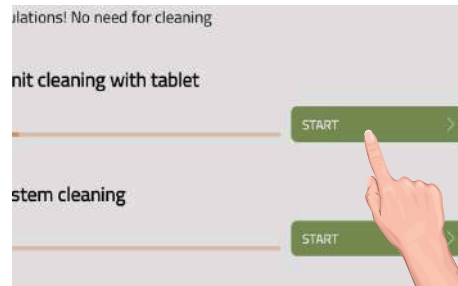 ulations! No need for cleaning
nit cleaning with tablet
START
stem cleaning
START